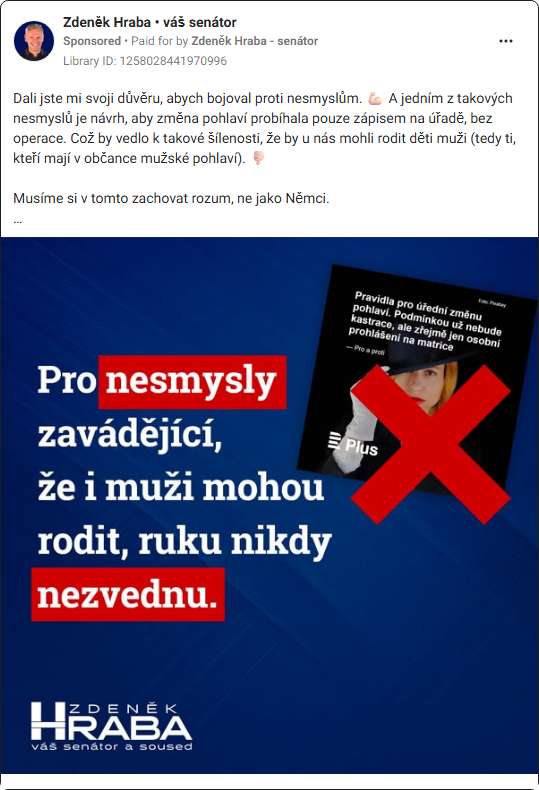 Zdeněk Hraba • váš senátor
Sponsored • Paid for by Zdeněk Hraba - senátor
Library ID: 1258028441970996
Dali jste mi svoji důvěru, abych bojoval proti nesmyslům. 💪🏻 A jedním z takových
nesmyslů je návrh, aby změna pohlaví probíhala pouze zápisem na úřadě, bez
operace. Což by vedlo k takové šílenosti, že by u nás mohli rodit děti muži (tedy ti,
kteří mají v občance mužské pohlaví). 👎🏻
Musíme si v tomto zachovat rozum, ne jako Němci.
...
Foto: Pixabay
Pravidla pro úřední změnu
pohlaví. Podmínkou už nebude
kastrace, ale zřejmě jen osobní
prohlášení na matrice
— Pro a proti
Plus
Pro nesmysly
zavádějící,
že i muži mohou
rodit, ruku nikdy
nezvednu.
ZDENĚK
HRABA
váš senátor a soused